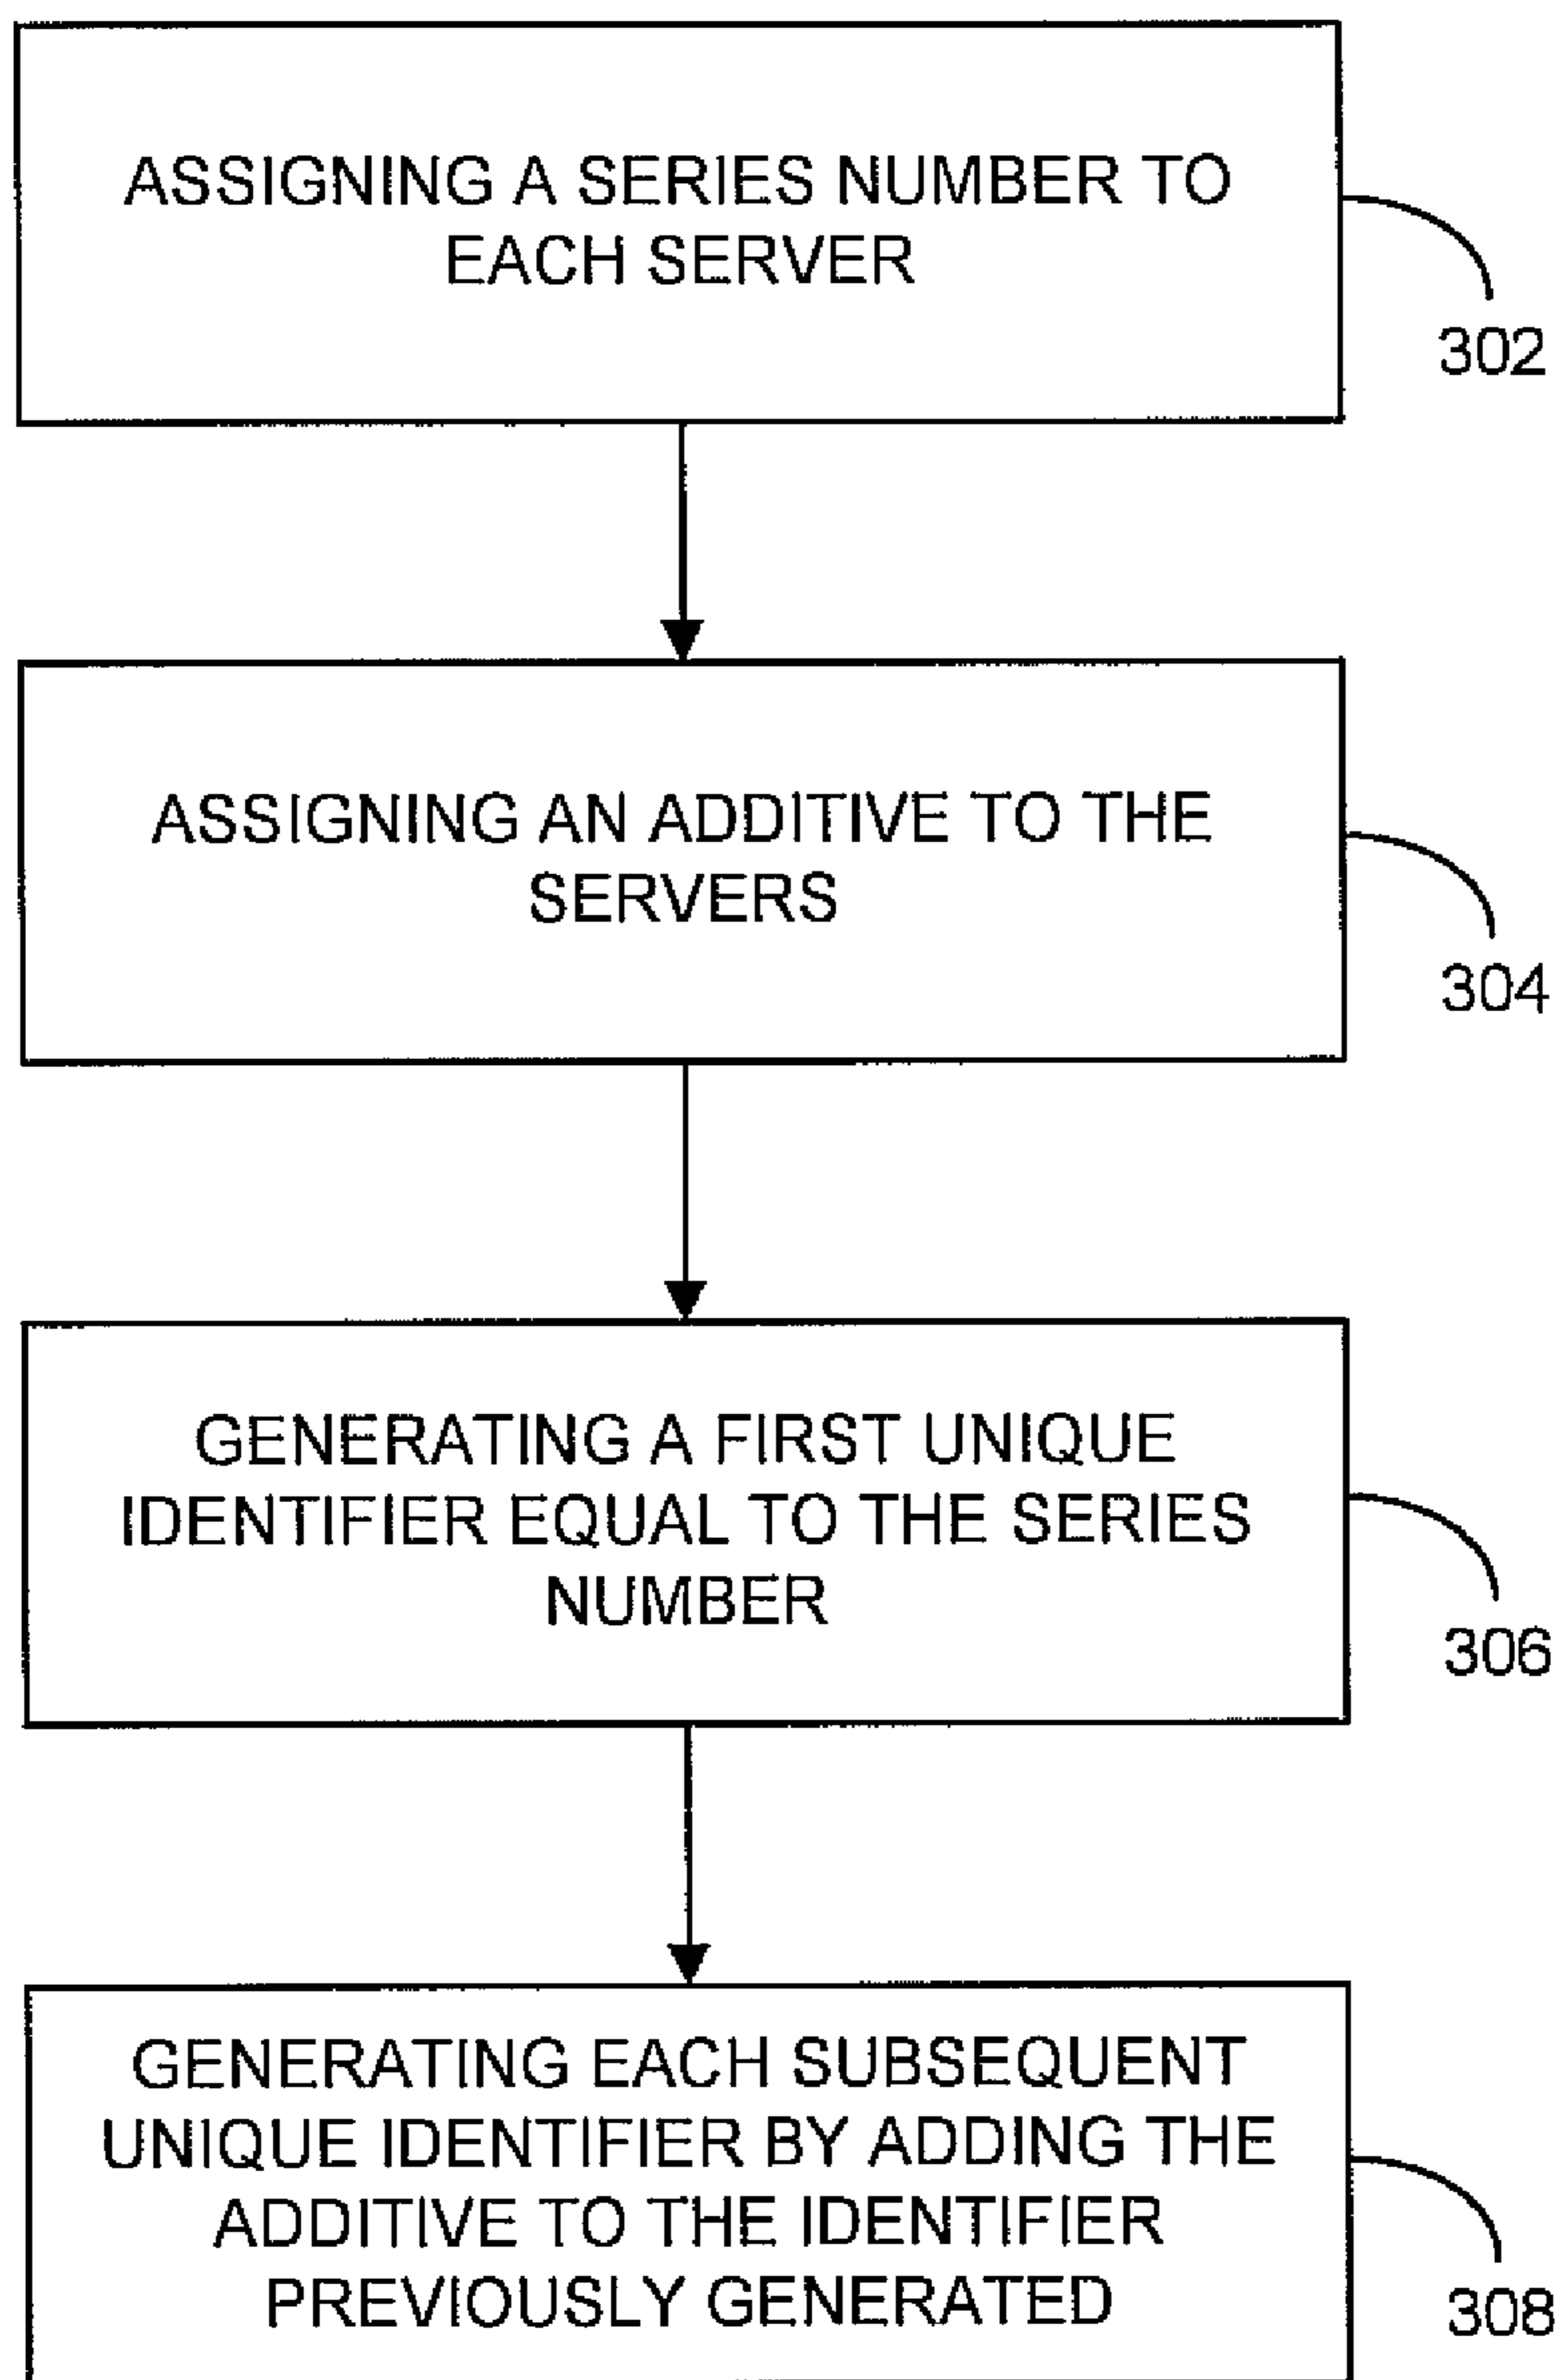 ASSIGNING A SERIES NUMBER TO
EACH SERVER
302
ASSIGNING AN ADDITIVE TO THE
SERVERS
304
GENERATING A FIRST UNIQUE
IDENTIFIER EQUAL TO THE SERIES
NUMBER
306
GENERATING EACH SUBSEQUENT
UNIQUE IDENTIFIER BY ADDING THE
ADDITIVE TO THE IDENTIFIER
PREVIOUSLY GENERATED
308